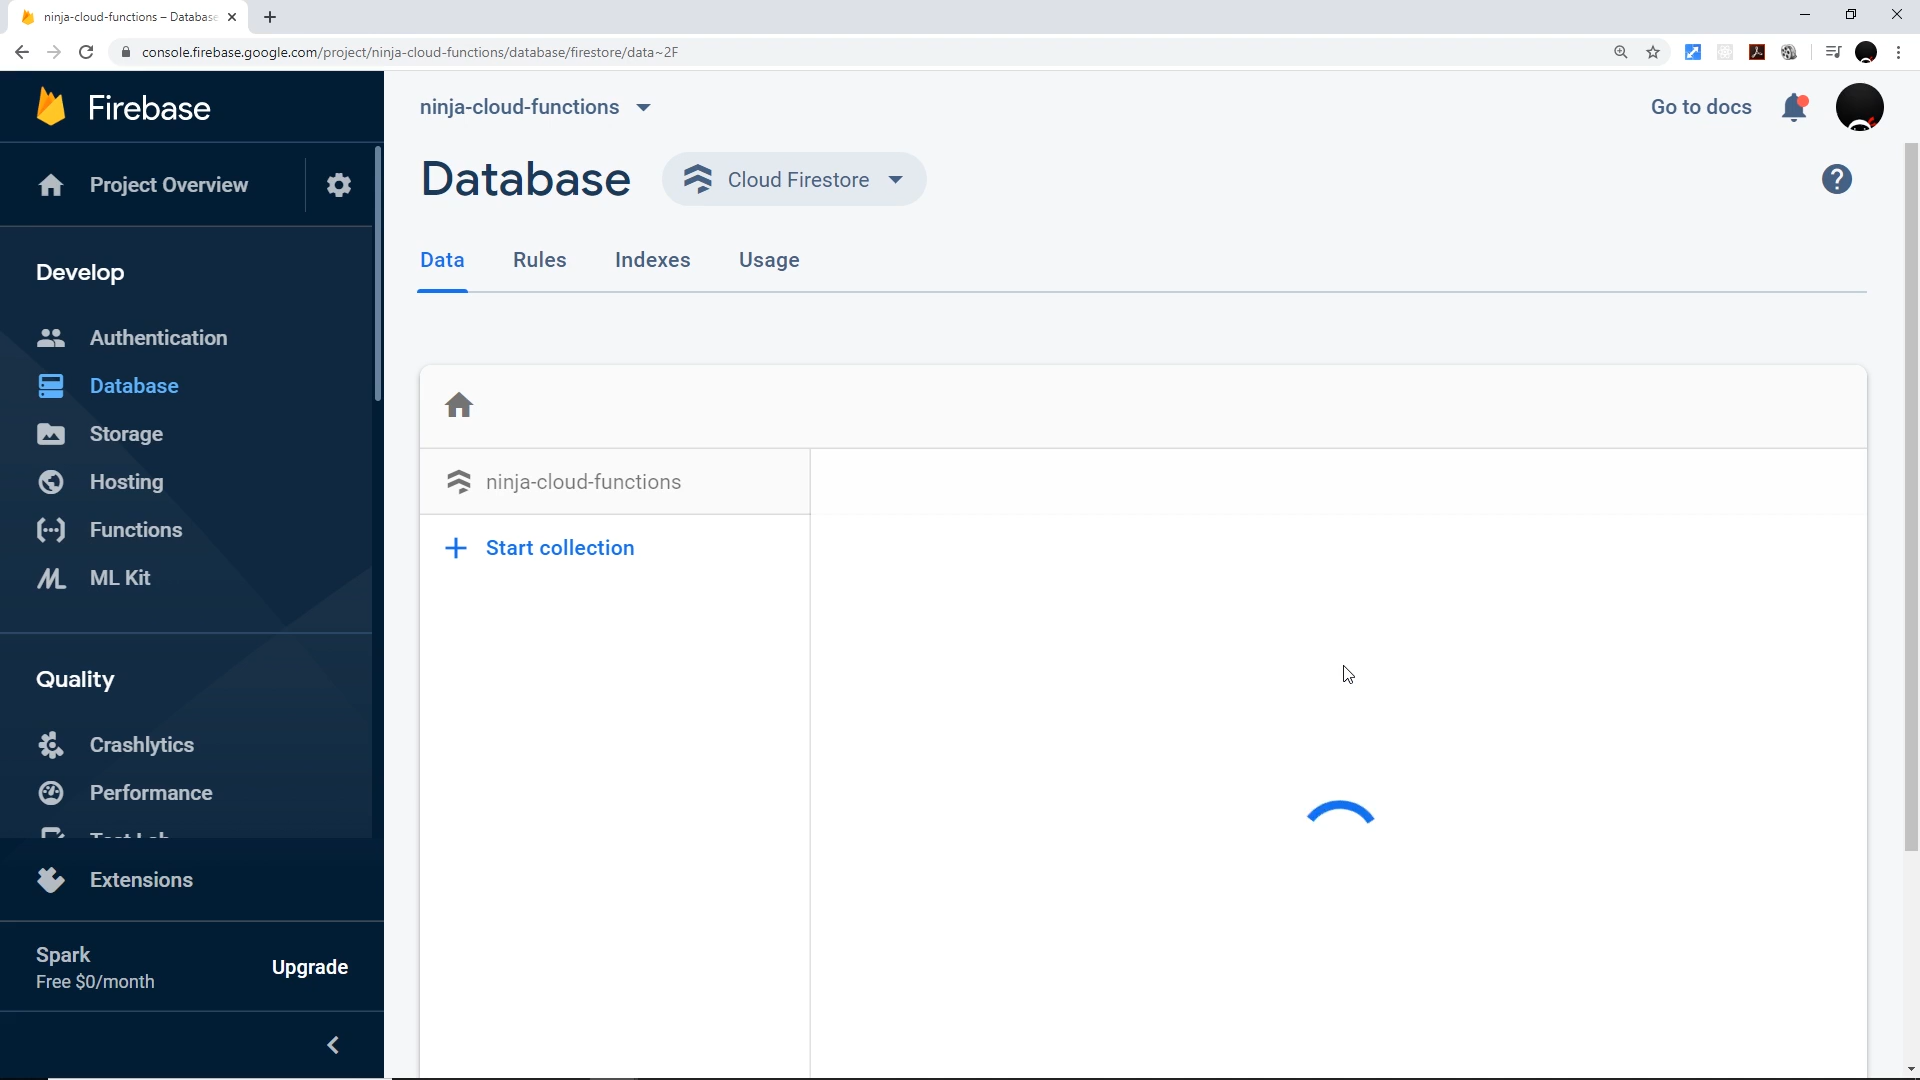 ninja-cloud-functions – Database
console.firebase.google.com/project/ninja-cloud-functions/database/firestore/data~2F
Firebase
ninja-cloud-functions
Go to docs
Project Overview
Database
Cloud Firestore
Develop
Data
Rules
Indexes
Usage
Authentication
Database
Storage
Hosting
Functions
ML Kit
ninja-cloud-functions
Start collection
Quality
Crashlytics
Performance
Extensions
Spark
Free $0/month
Upgrade